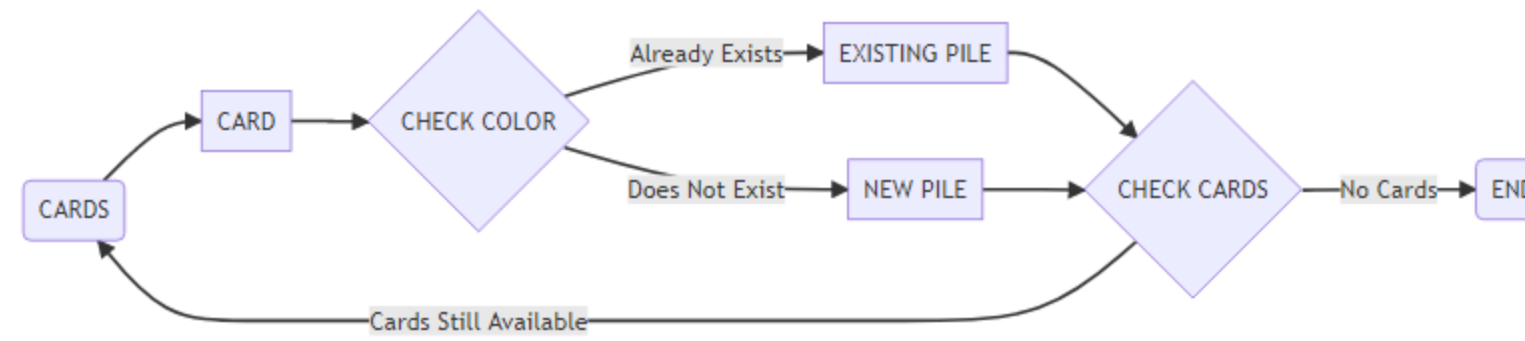 CARDS
CARD
CHECK COLOR
Already Exists
EXISTING PILE
Does Not Exist
NEW PILE
CHECK CARDS
No Cards
Cards Still Available